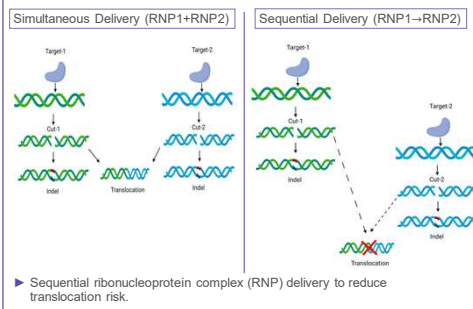 Simultaneous Delivery (RNP1+RNP2)
Target-1
Target-2
Cut-1
Cut-2
Indel
Translocation
Indel
Sequential Delivery (RNP1→RNP2)
Target-1
Target-2
Cut-1
Cut-2
Indel
Indel
Translocation
► Sequential ribonucleoprotein complex (RNP) delivery to reduce
translocation risk.